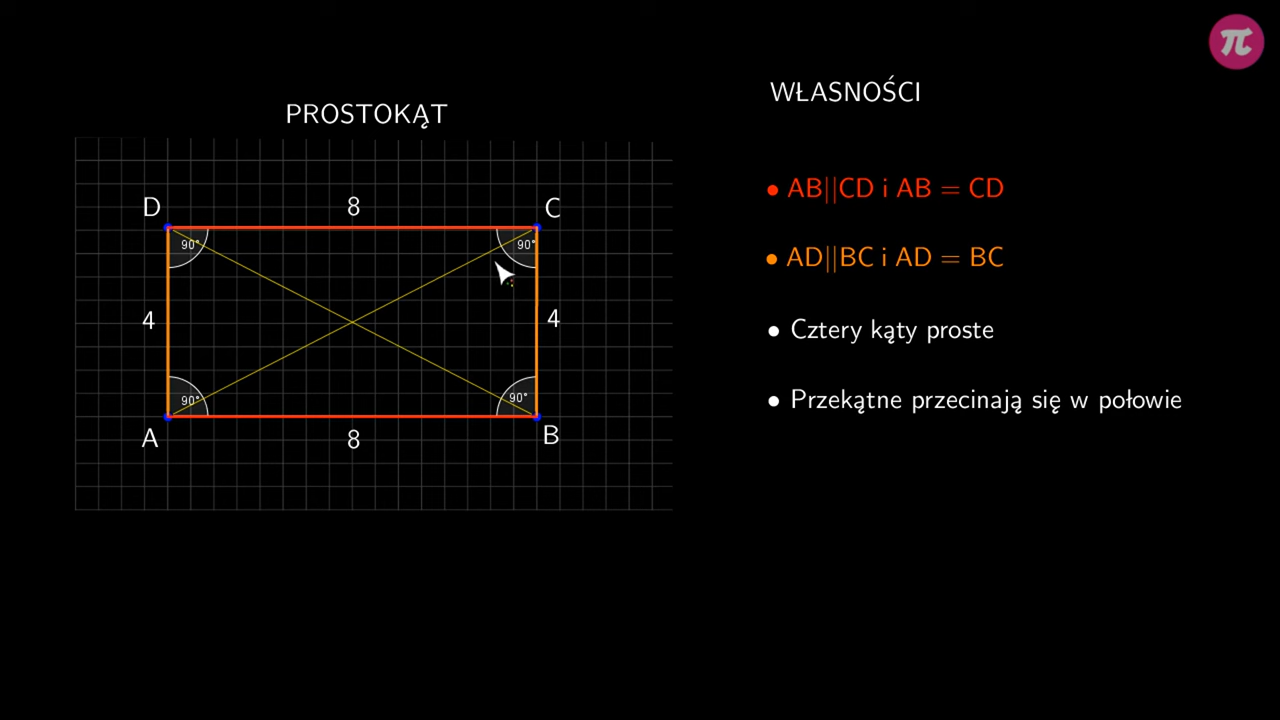 π
WŁASNOŚCI
PROSTOKĄT
• AB||CD i AB = CD
D 8 C
90° 90°
• AD||BC i AD = BC
4 4
• Cztery kąty proste
90° 90°
• Przekątne przecinają się w połowie
A 8 B